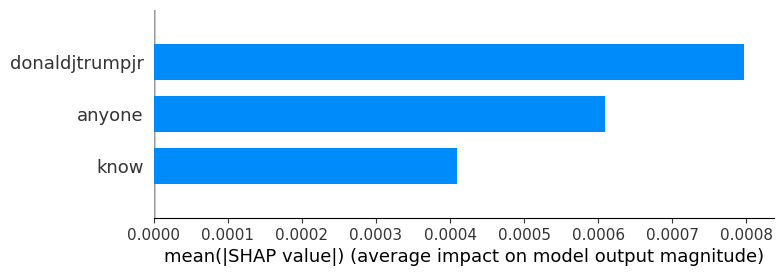 donaldjtrumpjr
anyone
know
0.0000 0.0001 0.0002 0.0003 0.0004 0.0005 0.0006 0.0007 0.0008
mean(|SHAP value|) (average impact on model output magnitude)